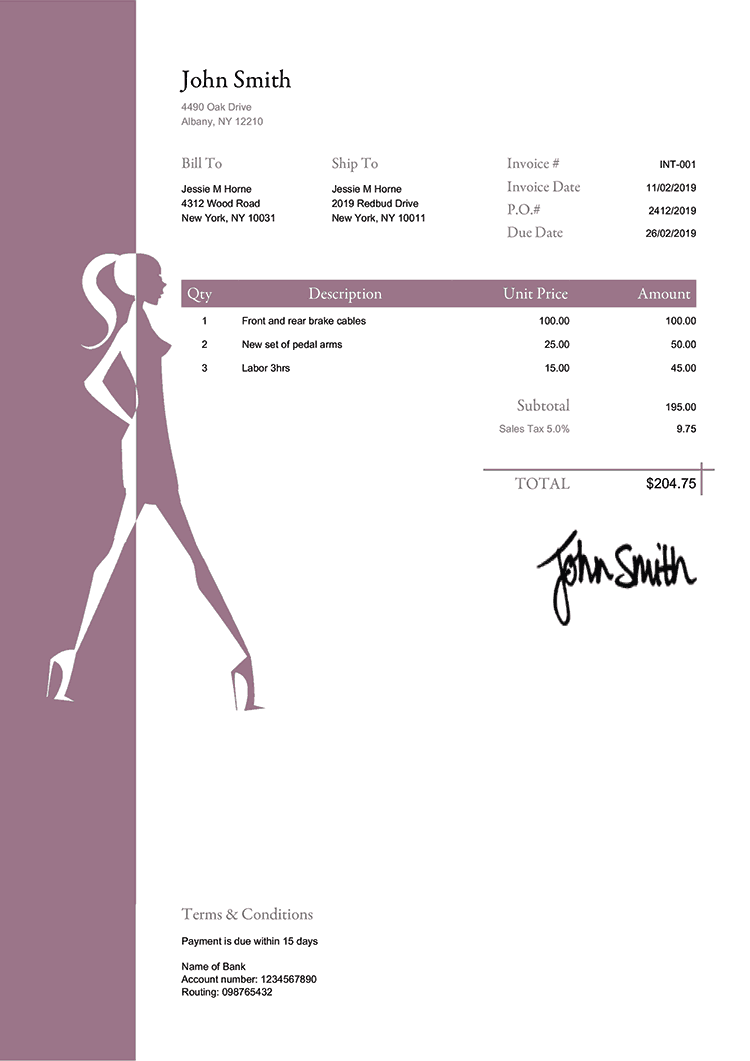 John Smith
4490 Oak Drive
Albany, NY 12210
Bill To
Jessie M Horne
4312 Wood Road
New York, NY 10031
Ship To
Jessie M Horne
2019 Redbud Drive
New York, NY 10011
Invoice # INT-001
Invoice Date 11/02/2019
P.O.# 2412/2019
Due Date 26/02/2019
Qty Description Unit Price Amount
1 Front and rear brake cables 100.00 100.00
2 New set of pedal arms 25.00 50.00
3 Labor 3hrs 15.00 45.00
Subtotal 195.00
Sales Tax 5.0% 9.75
TOTAL $204.75
John Smith
Terms & Conditions
Payment is due within 15 days
Name of Bank
Account number: 1234567890
Routing: 098765432